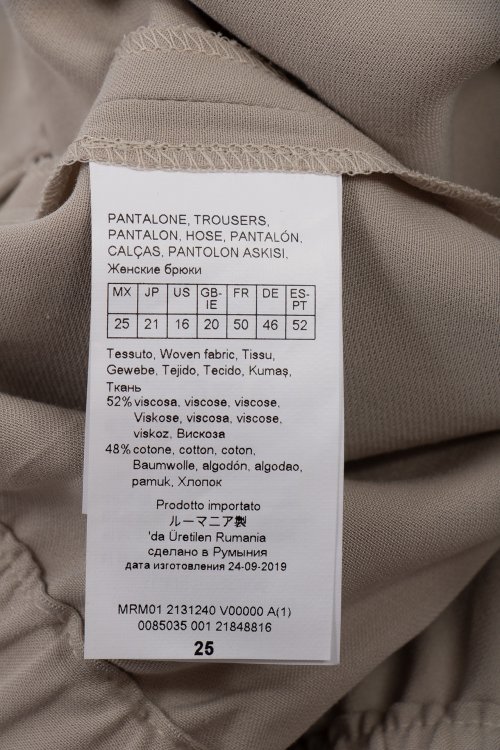 PANTALONE, TROUSERS,
PANTALON, HOSE, PANTALÓN,
CALÇAS, PANTOLON ASKISI.
Женские брюки
MX JP US GB-IE FR DE ES-PT
25 21 16 20 50 46 52
Tessuto, Woven fabric, Tissu,
Gewebe, Tejido, Tecido, Kumaş,
Ткань
52% viscosa, viscose, viscose,
Viskose, viscosa, viscose,
viskoz, Вискоза
48% cotone, cotton, coton,
Baumwolle, algodón, algodao,
pamuk, Хлопок
Prodotto importato
ルーマニア製
'da Üretilen Rumania
сделано в Румыния
дата изготовления 24-09-2019
MRM01 2131240 V00000 A(1)
0085035 001 21848816
25